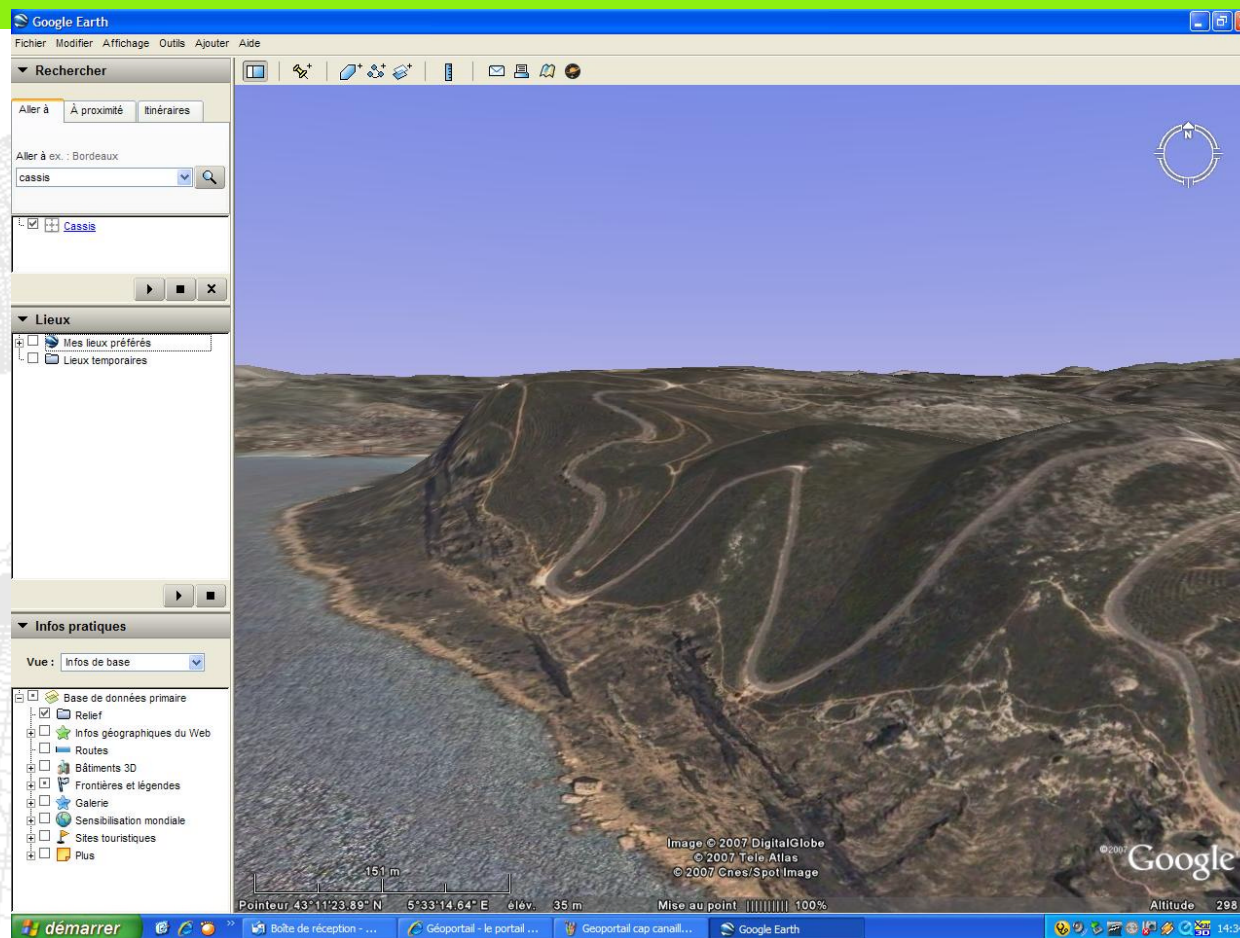 Google Earth
Fichier Modifier Affichage Outils Ajouter Aide
Rechercher
Aller à À proximité Itinéraires
Aller à ex. : Bordeaux
cassis
Cassis
Lieux
Mes lieux préférés
Lieux temporaires
Infos pratiques
Vue : Infos de base
Base de données primaire
Relief
Infos géographiques du Web
Routes
Bâtiments 3D
Frontières et légendes
Galerie
Sensibilisation mondiale
Sites touristiques
Plus
N
Image © 2007 DigitalGlobe
© 2007 Tele Atlas
© 2007 Cnes/Spot Image
©2007 Google
151 m
Pointeur 43°11'23.89" N 5°33'14.64" E élév. 35 m Mise au point |||||||||| 100% Altitude 298
démarrer
Boîte de réception - ...
Géoportail - le portail ...
Geoportail cap canaill...
Google Earth